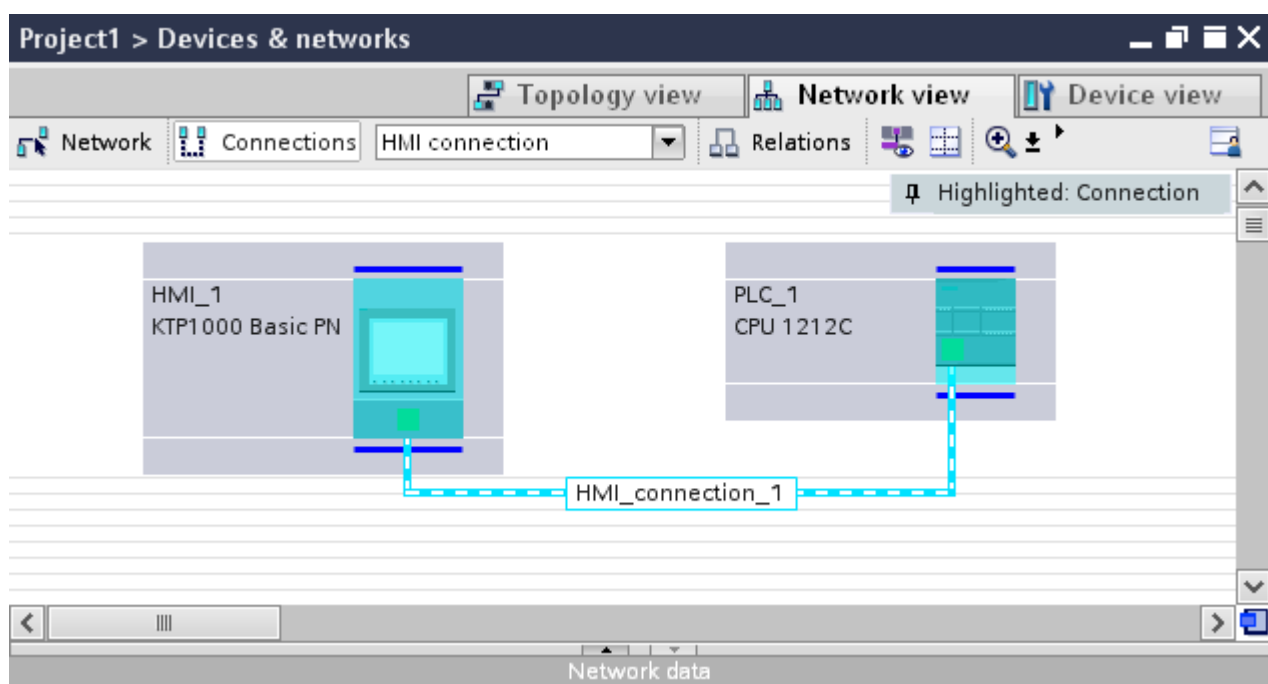 Project1 > Devices & networks
Topology view Network view Device view
Network Connections HMI connection Relations
Highlighted: Connection
HMI_1
KTP1000 Basic PN
PLC_1
CPU 1212C
HMI_connection_1
Network data